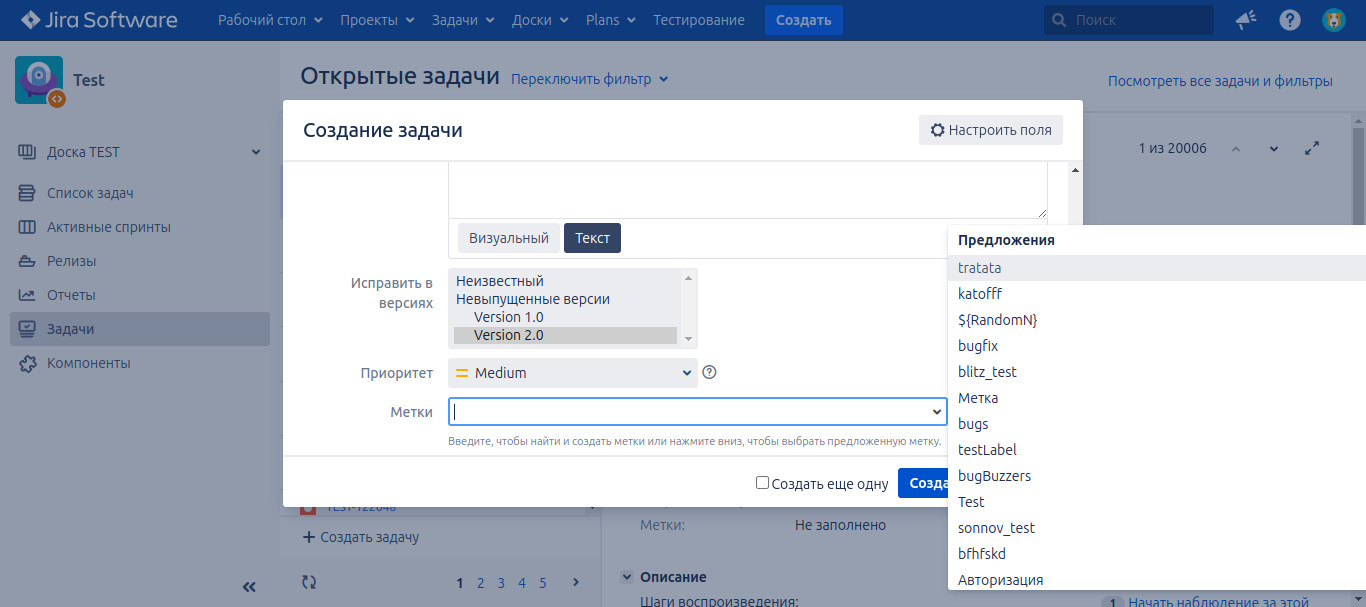 Jira Software
Рабочий стол
Проекты
Задачи
Доски
Plans
Тестирование
Создать
Поиск
Test
Доска TEST
Список задач
Активные спринты
Релизы
Отчеты
Задачи
Компоненты
Открытые задачи
Переключить фильтр
Посмотреть все задачи и фильтры
1 из 20006
Создание задачи
Настроить поля
Визуальный
Текст
Исправить в
версиях
Неизвестный
Невыпущенные версии
Version 1.0
Version 2.0
Приоритет
Medium
Метки
Введите, чтобы найти и создать метки или нажмите вниз, чтобы выбрать предложенную метку.
Создать еще одну
Созда
Предложения
tratata
katofff
${RandomN}
bugfix
blitz_test
Метка
bugs
testLabel
bugBuzzers
Test
sonnov_test
bfhfskd
Авторизация
TEST-122048
+ Создать задачу
1 2 3 4 5
Метки:
Не заполнено
Описание
Шаги воспроизведения:
1
Начать наблюдение за этой